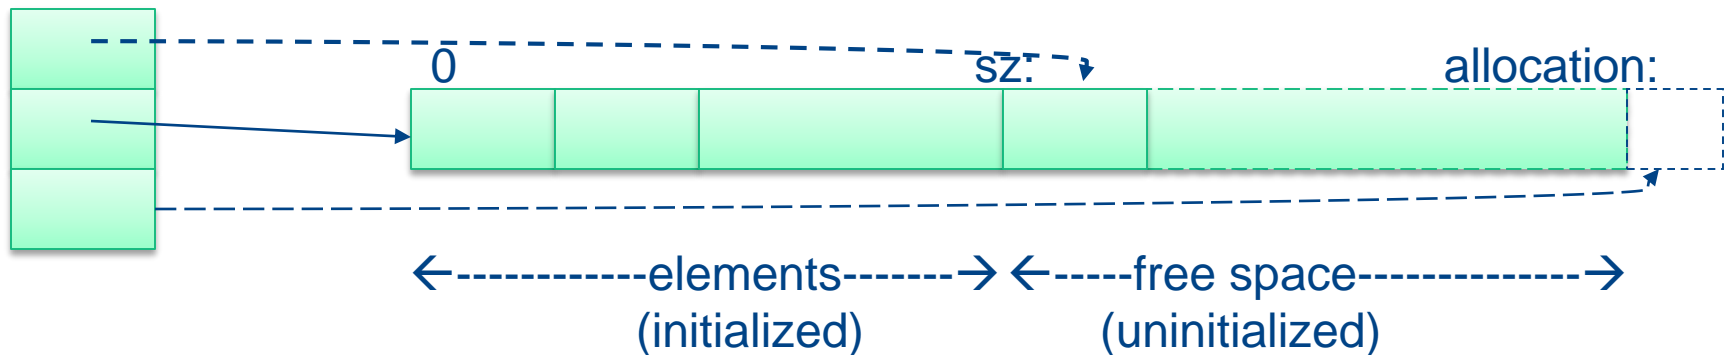 0 sz: allocation:
<------------elements-------> <-----free space-------------->
(initialized) (uninitialized)